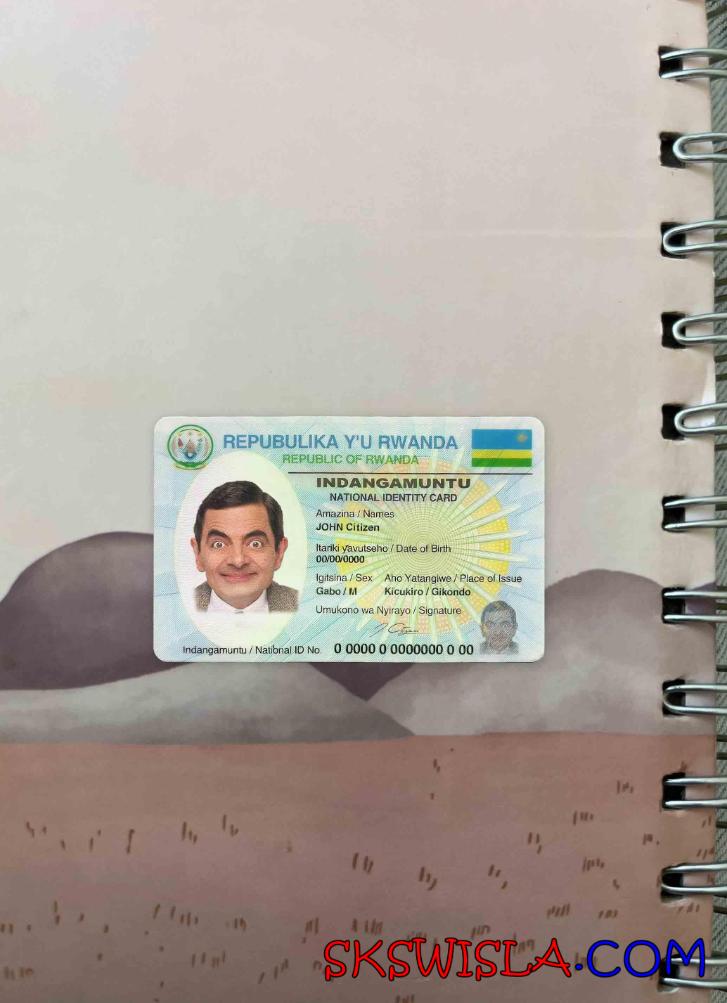 REPUBULIKA Y'U RWANDA
REPUBLIC OF RWANDA
INDANGAMUNTU
NATIONAL IDENTITY CARD
Amazina / Names
JOHN Citizen
Itariki yavutseho / Date of Birth
00/00/0000
Igitsina / Sex Aho Yatangiwe / Place of Issue
Gabo / M Kicukiro / Gikondo
Umukono wa Nyirayo / Signature
Indangamuntu / National ID No. 0 0000 0 0000000 0 00
SKSWISLA.COM